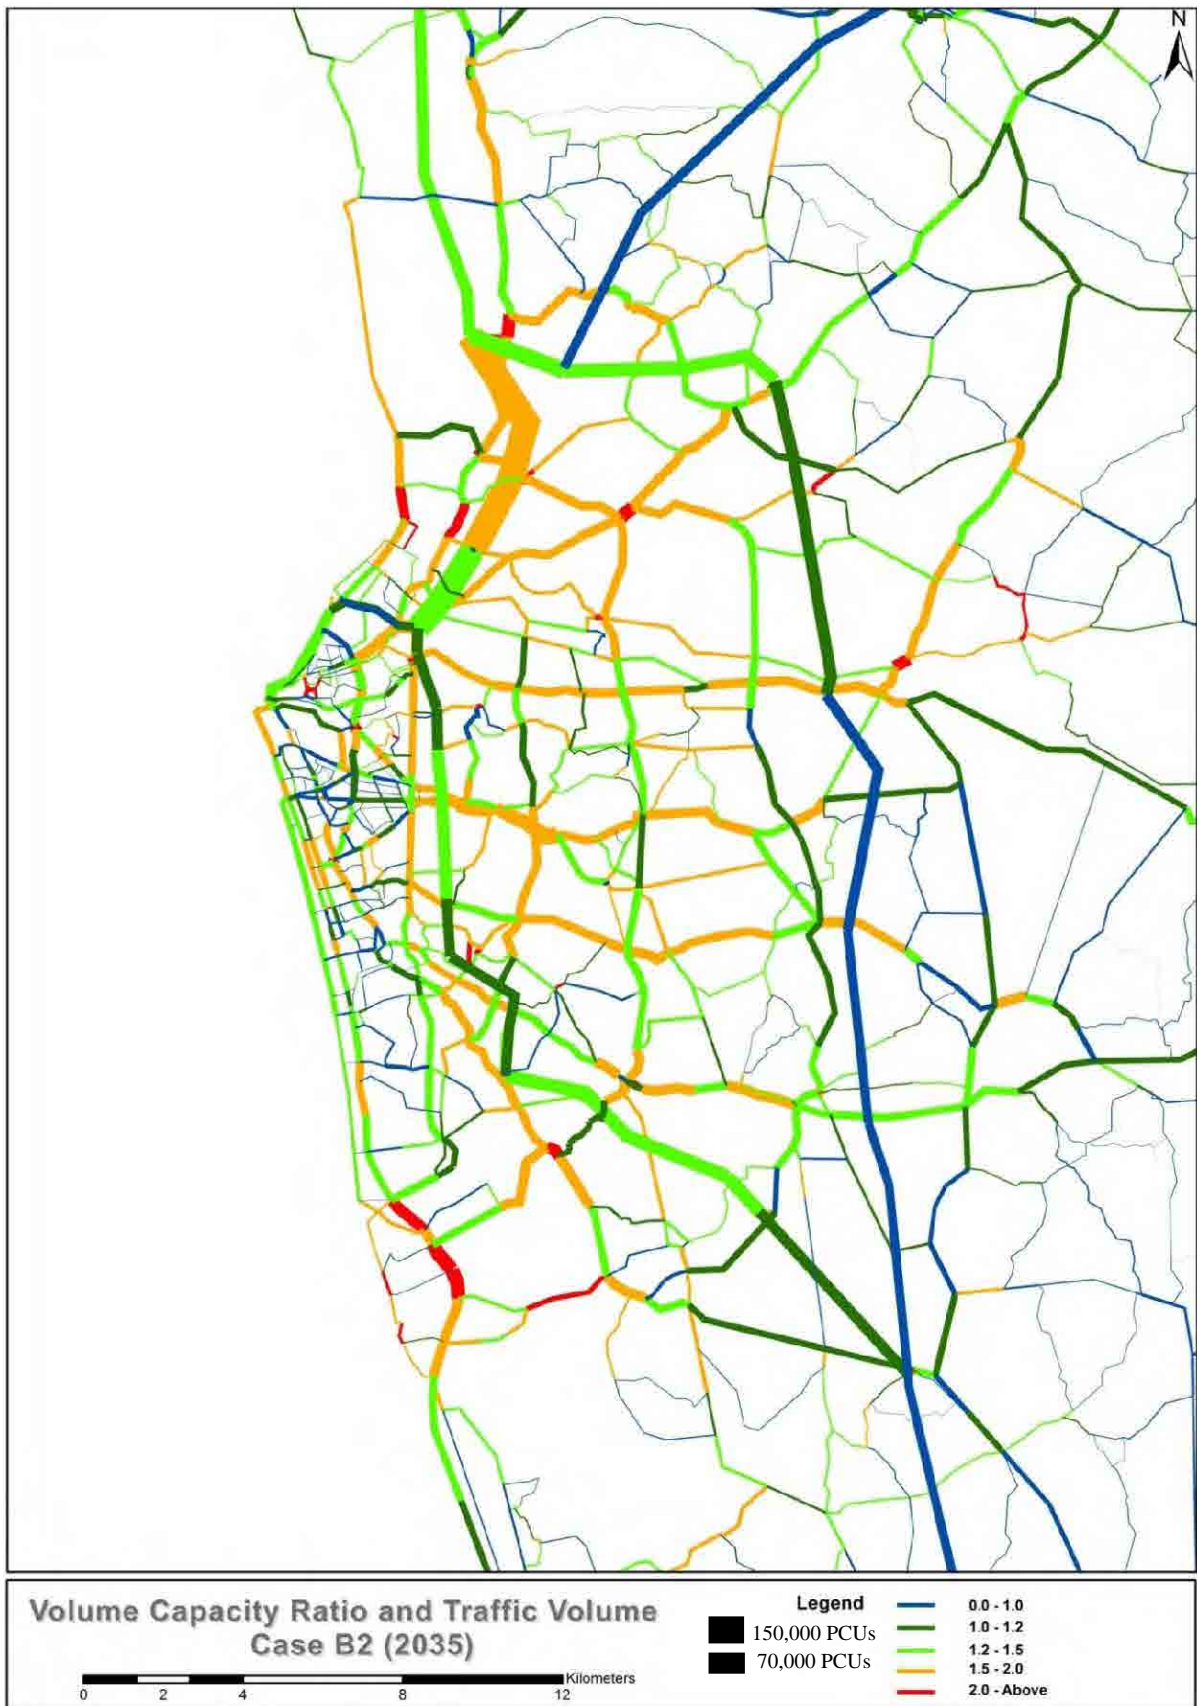 N
Volume Capacity Ratio and Traffic Volume
Case B2 (2035)
Kilometers
0 2 4 8 12
Legend
150,000 PCUs
70,000 PCUs
0.0 - 1.0
1.0 - 1.2
1.2 - 1.5
1.5 - 2.0
2.0 - Above